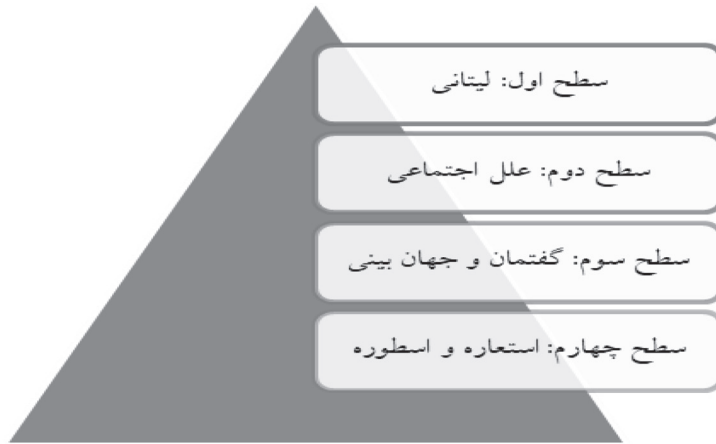 سطح اول: لیتانی
سطح دوم: علل اجتماعی
سطح سوم: گفتمان و جهان بینی
سطح چهارم: استعاره و اسطوره